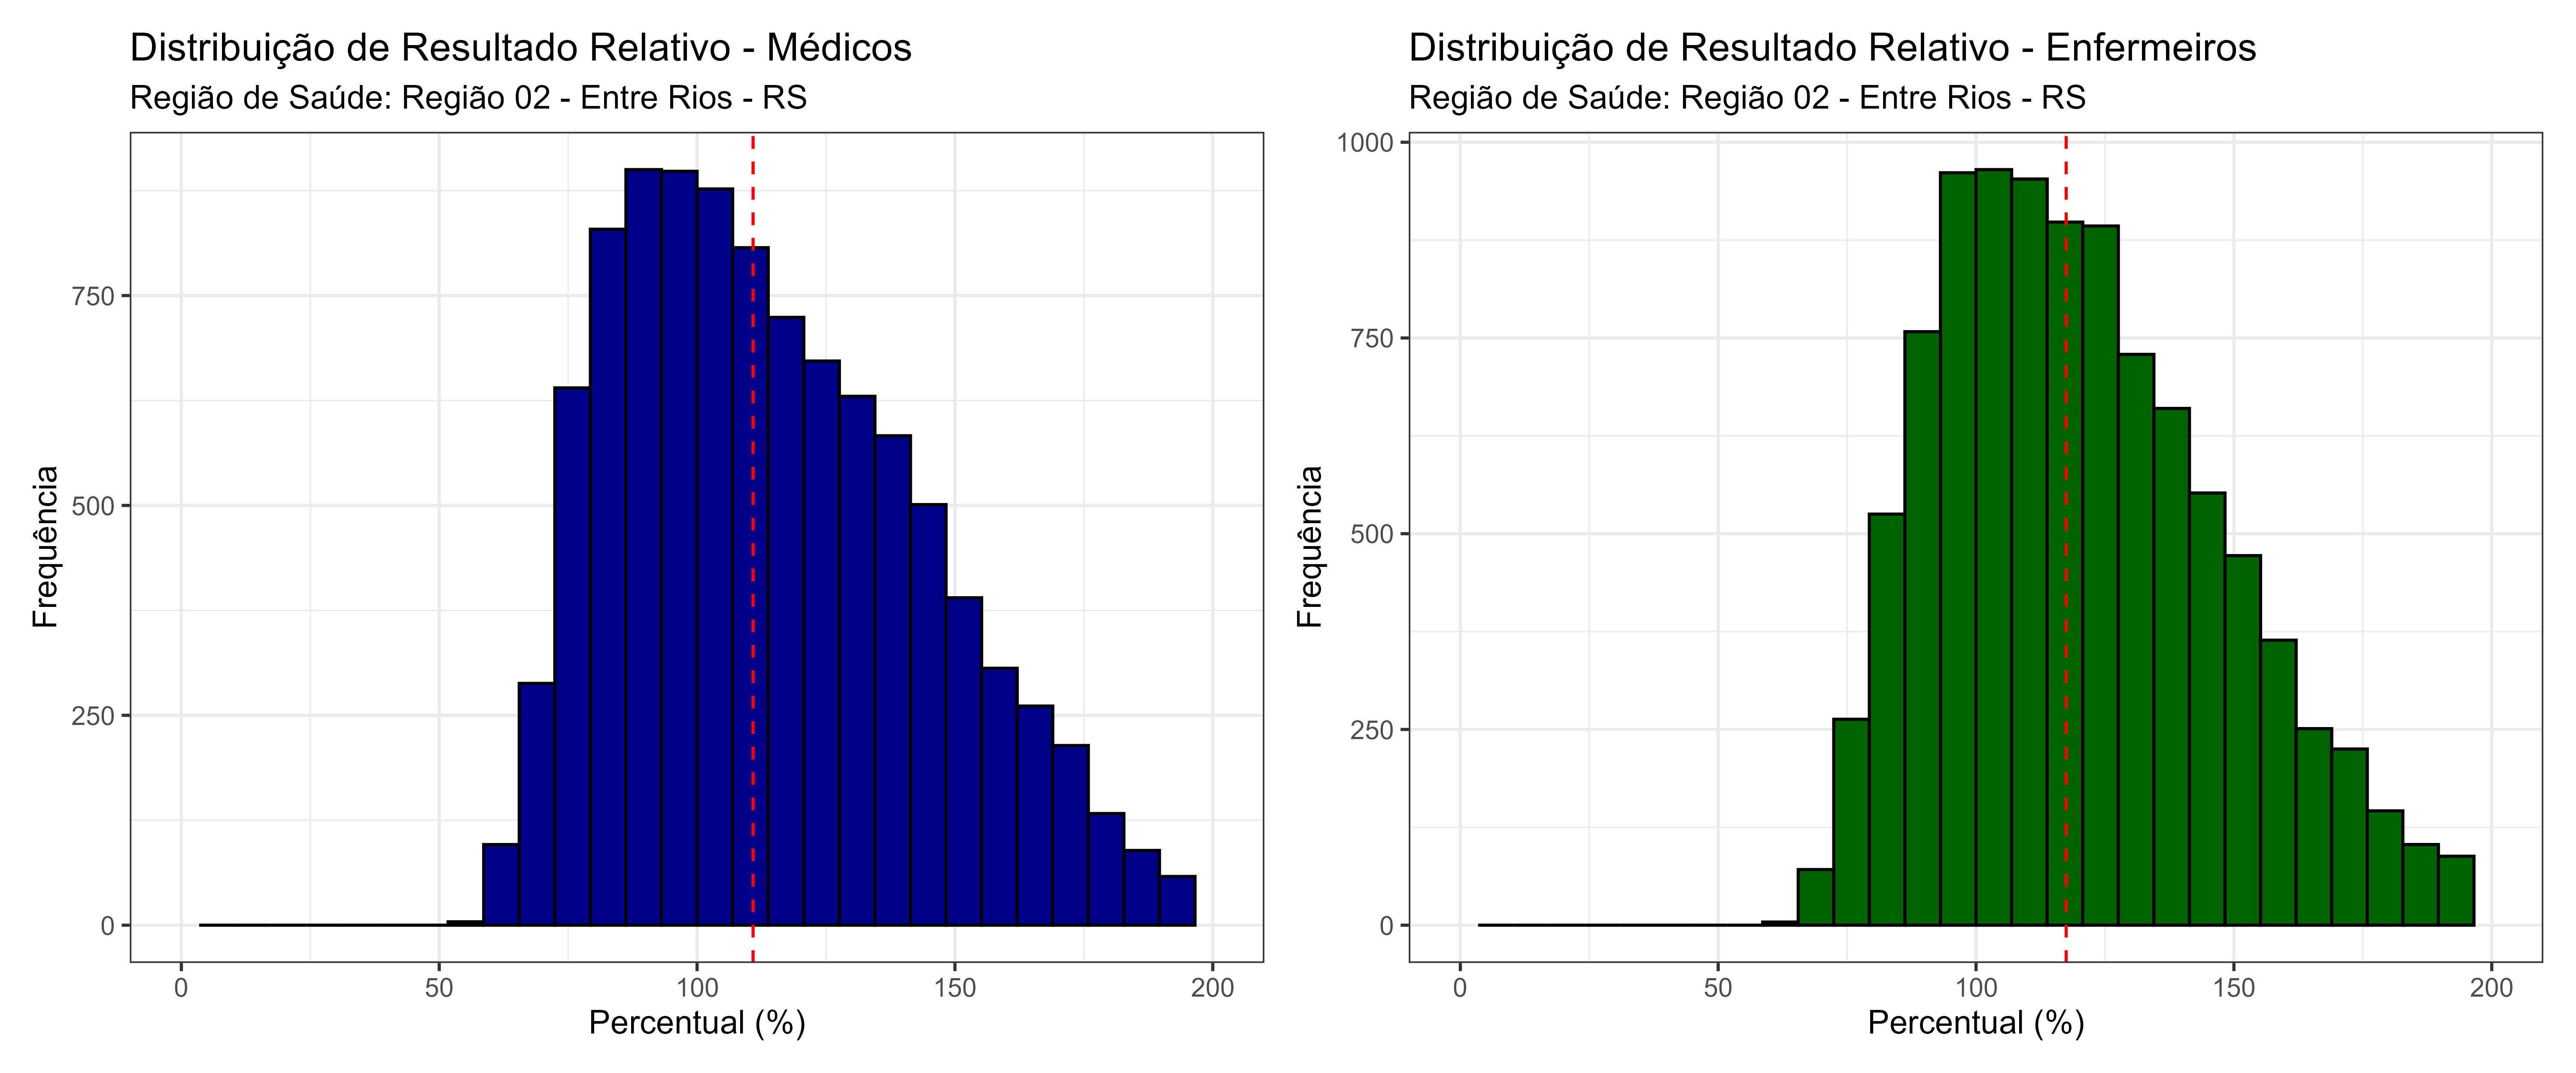 Distribuição de Resultado Relativo - Médicos
Região de Saúde: Região 02 - Entre Rios - RS
Frequência
750
500
250
0
0 50 100 150 200
Percentual (%)
Distribuição de Resultado Relativo - Enfermeiros
Região de Saúde: Região 02 - Entre Rios - RS
Frequência
1000
750
500
250
0
0 50 100 150 200
Percentual (%)